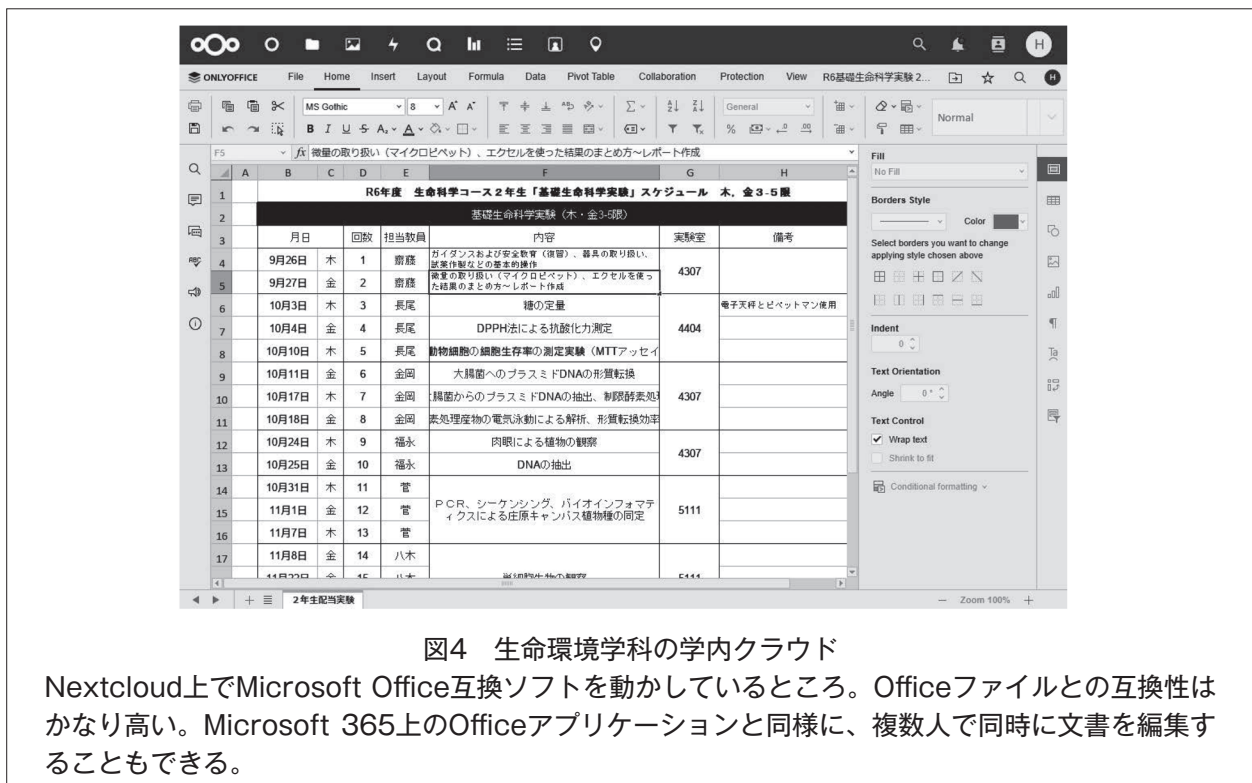 H
ONLYOFFICE File Home Insert Layout Formula Data Pivot Table Collaboration Protection View R6基礎生命科学実験 2... H
MS Gothic 8 General Normal
F5 fx 微量の取り扱い（マイクロピペット）、エクセルを使った結果のまとめ方～レポート作成
A B C D E F G H
1 R6年度 生命科学コース2年生「基礎生命科学実験」スケジュール 木，金3-5限
2 基礎生命科学実験（木・金3-5限）
3 月日 回数 担当教員 内容 実験室 備考
4 9月26日 木 1 齋藤 ガイダンスおよび安全教育（復習）、器具の取り扱い、
試薬作製などの基本的操作
4307
5 9月27日 金 2 齋藤 微量の取り扱い（マイクロピペット）、エクセルを使っ
た結果のまとめ方～レポート作成
6 10月3日 木 3 長尾 糖の定量 電子天秤とピペットマン使用
7 10月4日 金 4 長尾 DPPH法による抗酸化力測定 4404
8 10月10日 木 5 長尾 動物細胞の細胞生存率の測定実験（MTTアッセイ
9 10月11日 金 6 金岡 大腸菌へのプラスミドDNAの形質転換
10 10月17日 木 7 金岡 腸菌からのプラスミドDNAの抽出、制限酵素処 4307
11 10月18日 金 8 金岡 素処理産物の電気泳動による解析、形質転換効率
12 10月24日 木 9 福永 肉眼による植物の観察
4307
13 10月25日 金 10 福永 DNAの抽出
14 10月31日 木 11 菅
15 11月1日 金 12 菅 PCR、シーケンシング、バイオインフォマテ
ィクスによる庄原キャンパス植物種の同定 5111
16 11月7日 木 13 菅
17 11月8日 金 14 八木
11月22日 金 15 八木 単細胞生物の観察 5111
Fill
No Fill
Borders Style
Color
Select borders you want to change
applying style chosen above
Indent
0
Text Orientation
Angle 0°
Text Control
Wrap text
Shrink to fit
Conditional formatting
2年生配当実験 Zoom 100%
図4 生命環境学科の学内クラウド
Nextcloud上でMicrosoft Office互換ソフトを動かしているところ。Officeファイルとの互換性は
かなり高い。Microsoft 365上のOfficeアプリケーションと同様に、複数人で同時に文書を編集す
ることもできる。